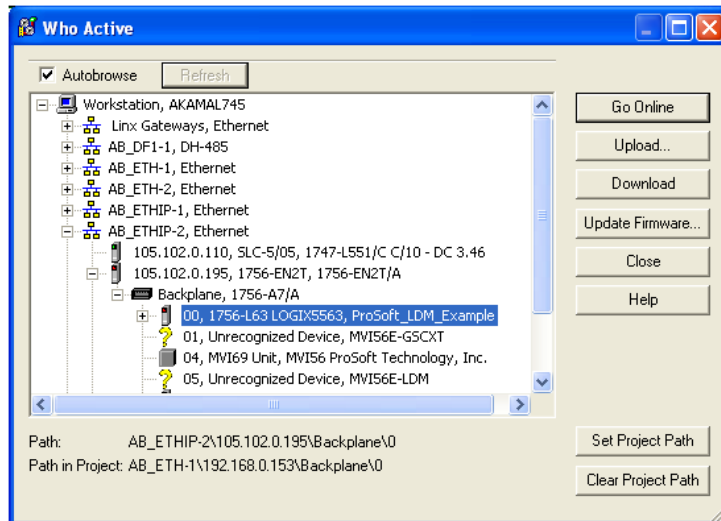 Who Active
Autobrowse
Refresh
Workstation, AKAMAL745
Linx Gateways, Ethernet
AB_DF1-1, DH-485
AB_ETH-1, Ethernet
AB_ETH-2, Ethernet
AB_ETHIP-1, Ethernet
AB_ETHIP-2, Ethernet
105.102.0.110, SLC-5/05, 1747-L551/C C/10 - DC 3.46
105.102.0.195, 1756-EN2T, 1756-EN2T/A
Backplane, 1756-A7/A
00, 1756-L63 LOGIX5563, ProSoft_LDM_Example
01, Unrecognized Device, MVI56E-GSCXT
04, MVI69 Unit, MVI56 ProSoft Technology, Inc.
05, Unrecognized Device, MVI56E-LDM
Go Online
Upload...
Download
Update Firmware...
Close
Help
Path: AB_ETHIP-2\105.102.0.195\Backplane\0
Path in Project: AB_ETH-1\192.168.0.153\Backplane\0
Set Project Path
Clear Project Path